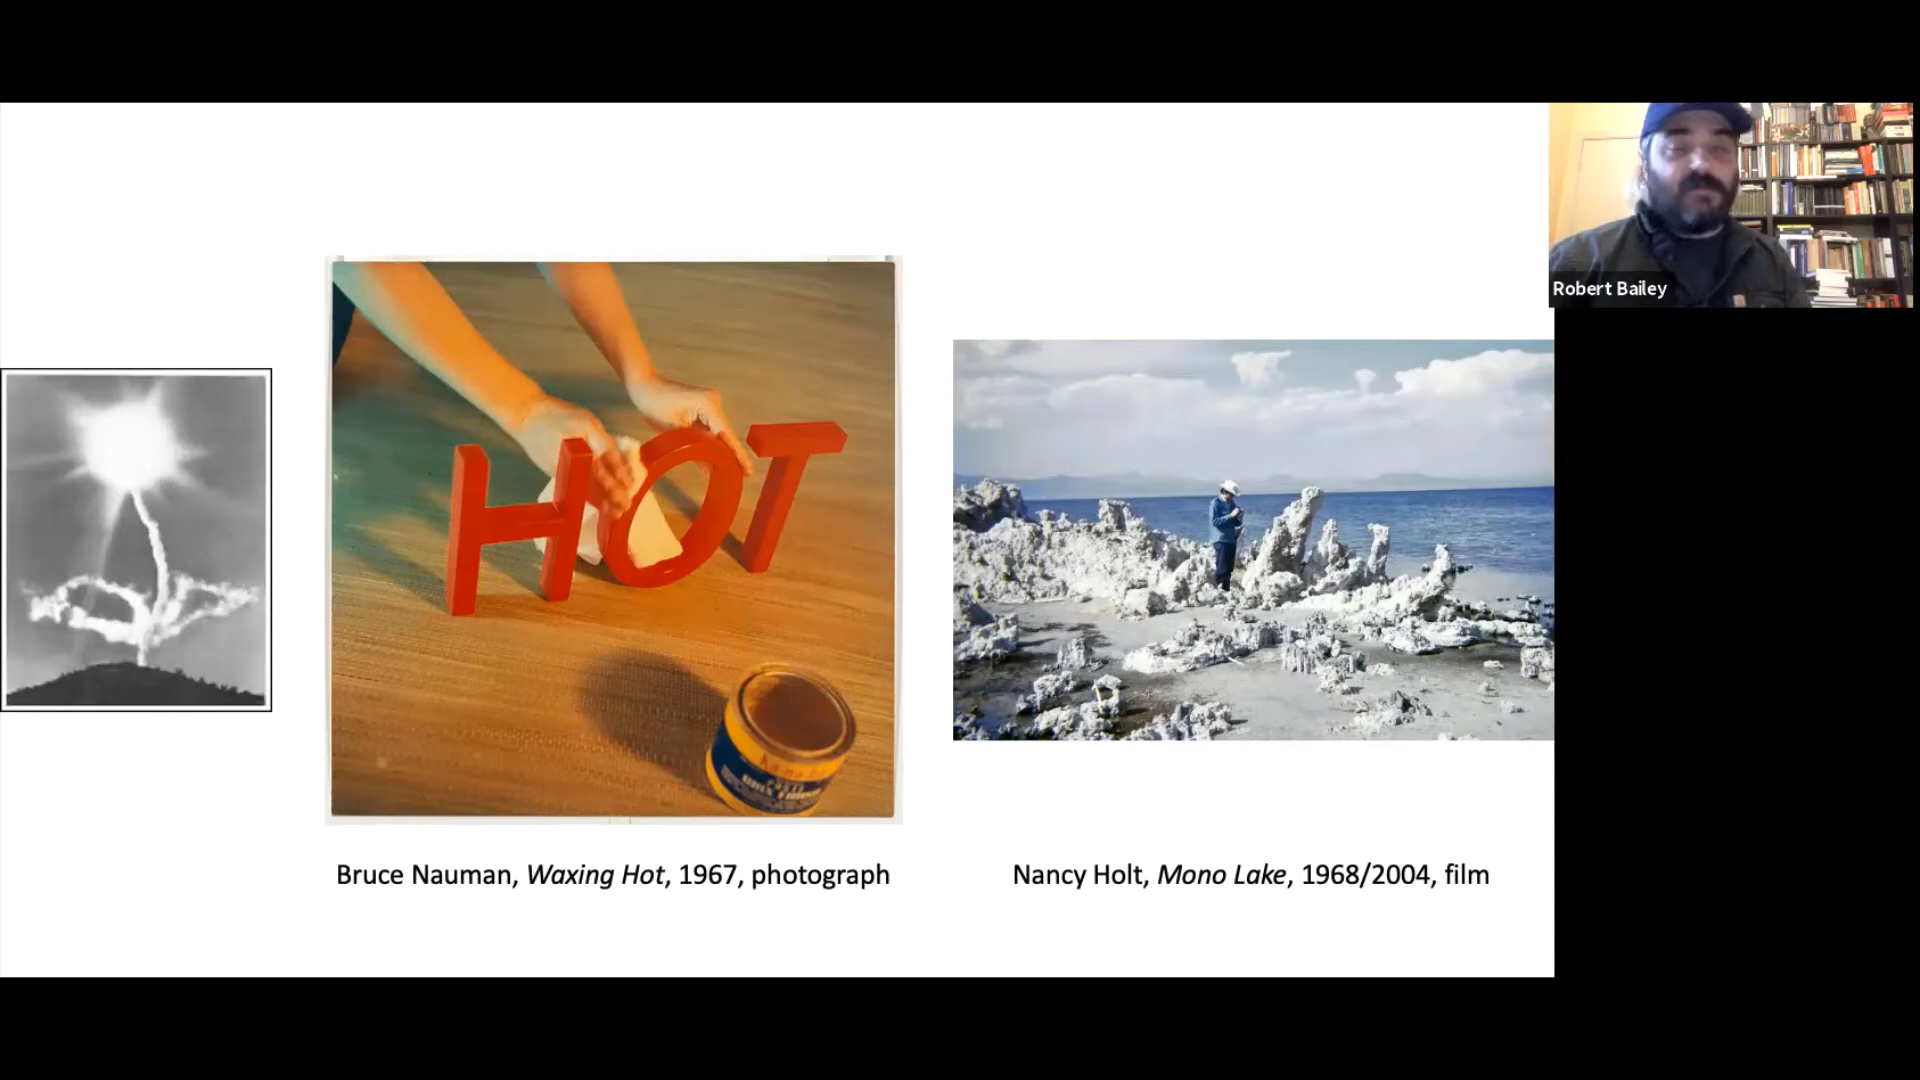 Robert Bailey
HOT
Bruce Nauman, Waxing Hot, 1967, photograph
Nancy Holt, Mono Lake, 1968/2004, film